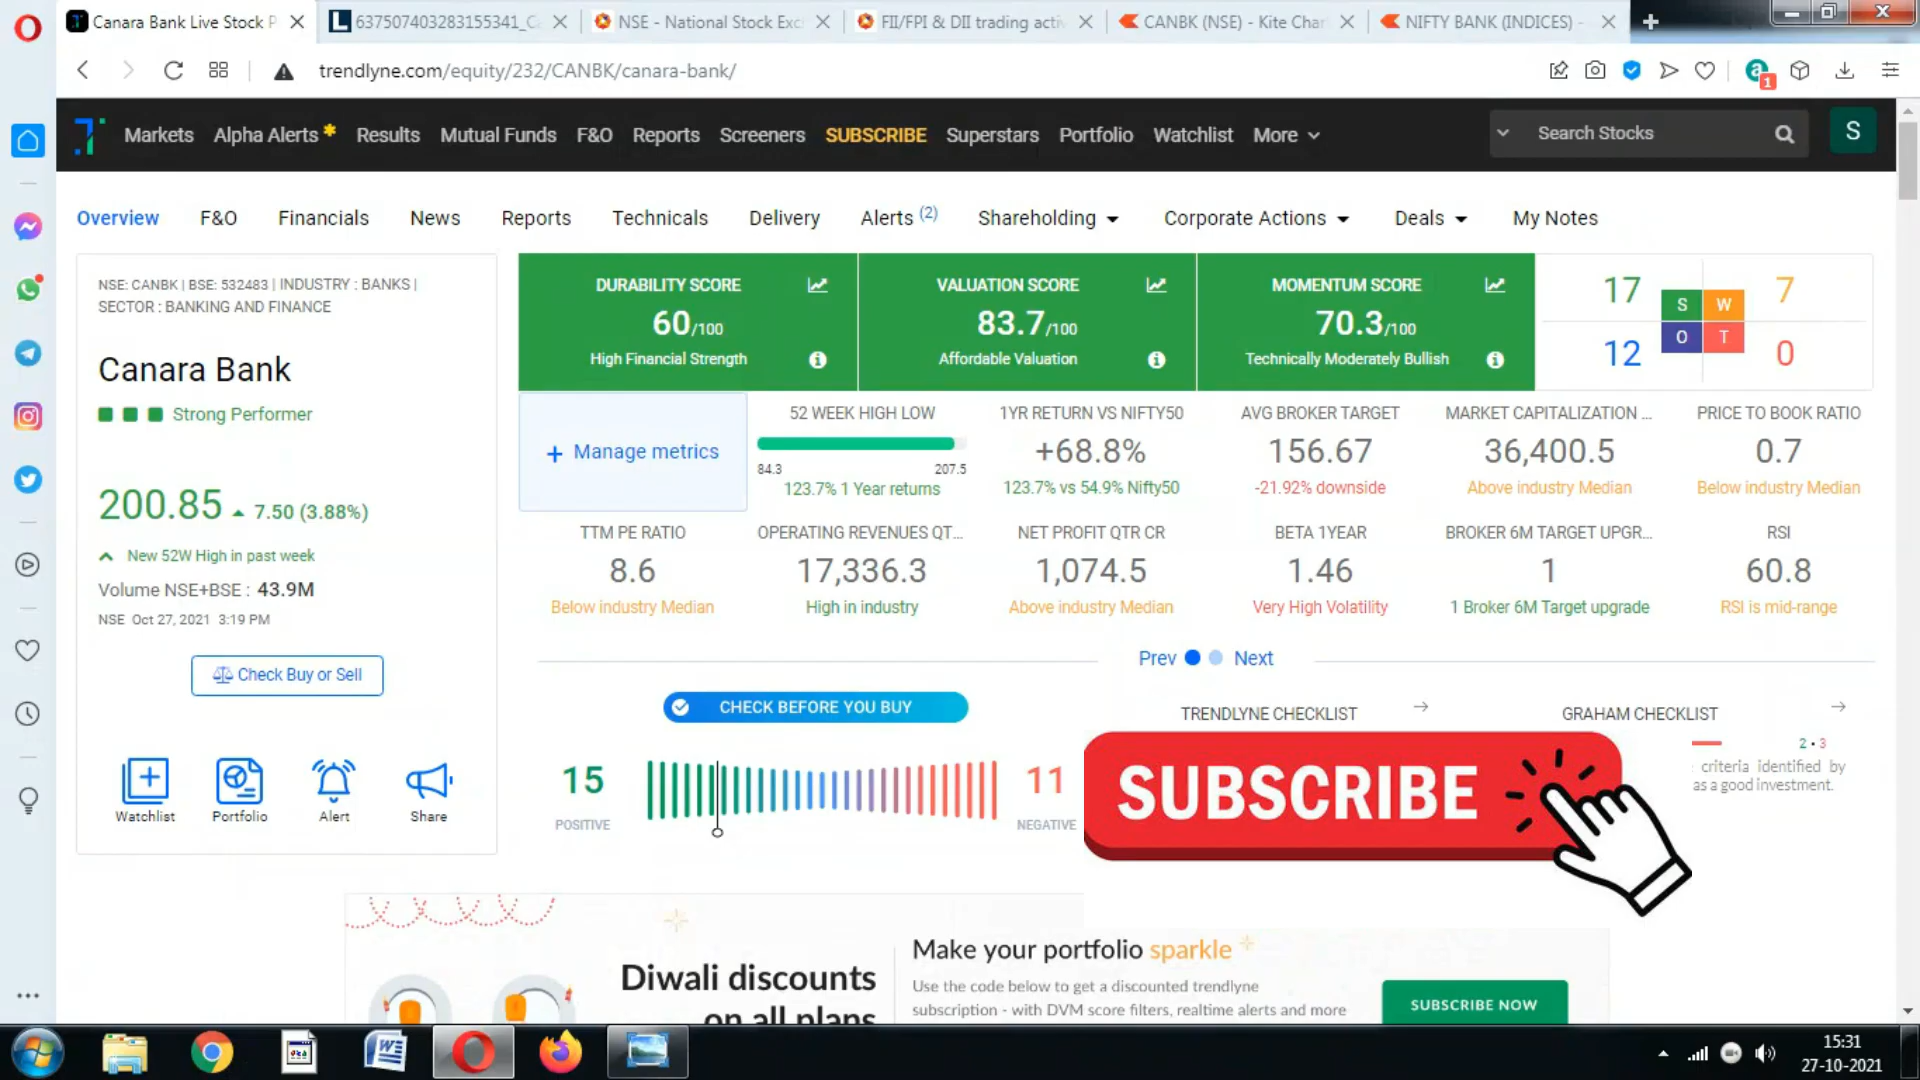 Canara Bank Live Stock P
637507403283155341_C
NSE - National Stock Exc
FII/FPI & DII trading activ
CANBK (NSE) - Kite Char
NIFTY BANK (INDICES) -
trendlyne.com/equity/232/CANBK/canara-bank/
1
Markets Alpha Alerts Results Mutual Funds F&O Reports Screeners SUBSCRIBE Superstars Portfolio Watchlist More
Search Stocks
S
Overview F&O Financials News Reports Technicals Delivery Alerts (2) Shareholding Corporate Actions Deals My Notes
NSE: CANBK | BSE: 532483 | INDUSTRY : BANKS |
SECTOR : BANKING AND FINANCE
Canara Bank
Strong Performer
200.85 7.50 (3.88%)
New 52W High in past week
Volume NSE+BSE : 43.9M
NSE Oct 27, 2021 3:19 PM
Check Buy or Sell
Watchlist Portfolio Alert Share
DURABILITY SCORE
60/100
High Financial Strength
VALUATION SCORE
83.7/100
Affordable Valuation
MOMENTUM SCORE
70.3/100
Technically Moderately Bullish
17 S W 7
12 O T 0
Manage metrics
52 WEEK HIGH LOW
84.3 207.5
123.7% 1 Year returns
1YR RETURN VS NIFTY50
+68.8%
123.7% vs 54.9% Nifty50
AVG BROKER TARGET
156.67
-21.92% downside
MARKET CAPITALIZATION ...
36,400.5
Above industry Median
PRICE TO BOOK RATIO
0.7
Below industry Median
TTM PE RATIO
8.6
Below industry Median
OPERATING REVENUES QT...
17,336.3
High in industry
NET PROFIT QTR CR
1,074.5
Above industry Median
BETA 1YEAR
1.46
Very High Volatility
BROKER 6M TARGET UPGR...
1
1 Broker 6M Target upgrade
RSI
60.8
RSI is mid-range
Prev Next
CHECK BEFORE YOU BUY
15
POSITIVE
11
NEGATIVE
TRENDLYNE CHECKLIST
GRAHAM CHECKLIST
2 • 3
criteria identified by
as a good investment.
SUBSCRIBE
Diwali discounts
on all plans
Make your portfolio sparkle
Use the code below to get a discounted trendlyne
subscription - with DVM score filters, realtime alerts and more
SUBSCRIBE NOW
15:31
27-10-2021